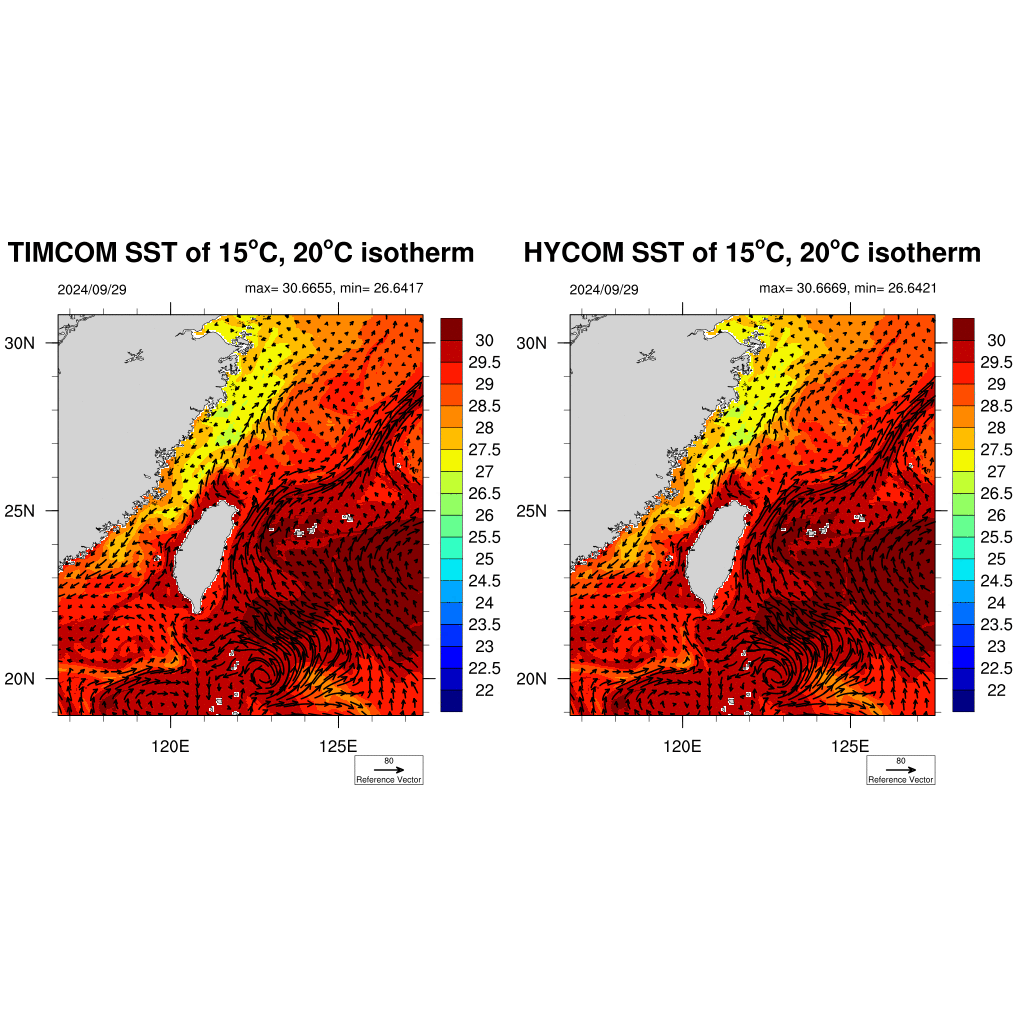 TIMCOM SST of 15°C, 20°C isotherm
2024/09/29
max= 30.6655, min= 26.6417
30N
25N
20N
120E
125E
30
29.5
29
28.5
28
27.5
27
26.5
26
25.5
25
24.5
24
23.5
23
22.5
22
80
Reference Vector
HYCOM SST of 15°C, 20°C isotherm
2024/09/29
max= 30.6669, min= 26.6421
30N
25N
20N
120E
125E
30
29.5
29
28.5
28
27.5
27
26.5
26
25.5
25
24.5
24
23.5
23
22.5
22
80
Reference Vector